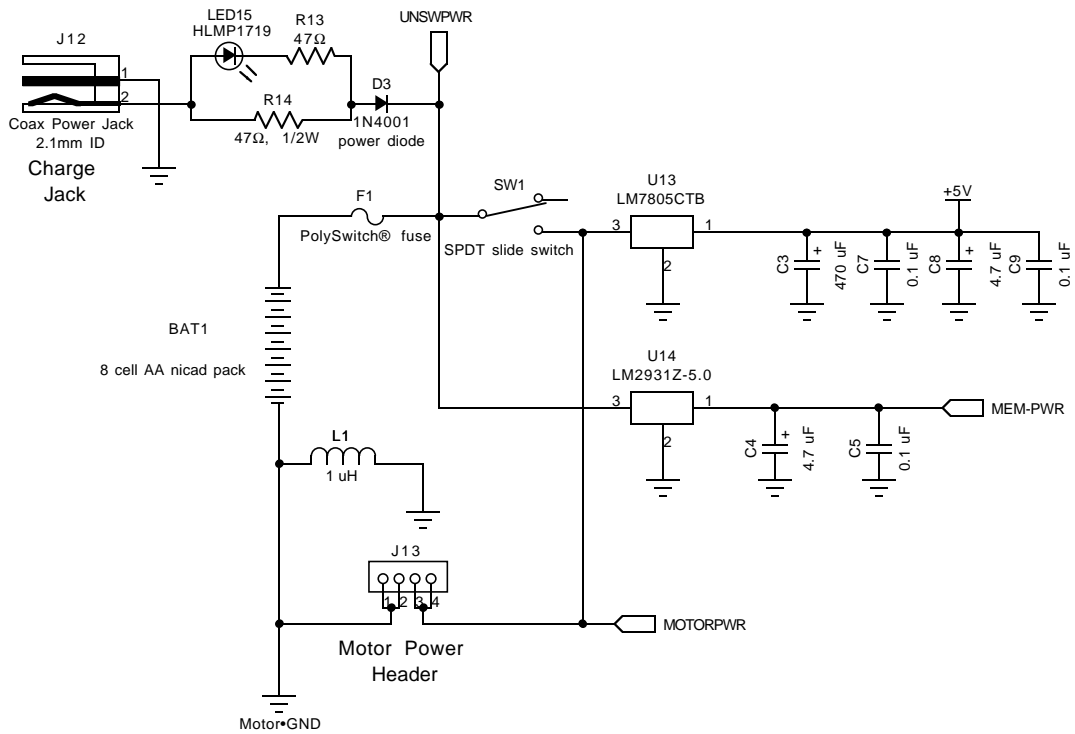 LED15
HLMP1719
R13
47Ω
UNSWPWR
J12
1
2
D3
R14
1N4001
47Ω, 1/2W
power diode
Coax Power Jack
2.1mm ID
Charge
Jack
F1
PolySwitch® fuse
SW1
SPDT slide switch
U13
LM7805CTB
3
1
2
+5V
C3
+
470 uF
C7
0.1 uF
C8
+
4.7 uF
C9
0.1 uF
BAT1
8 cell AA nicad pack
U14
LM2931Z-5.0
3
1
2
MEM-PWR
C4
+
4.7 uF
C5
0.1 uF
L1
1 uH
J13
1
2
3
4
MOTORPWR
Motor Power
Header
Motor•GND